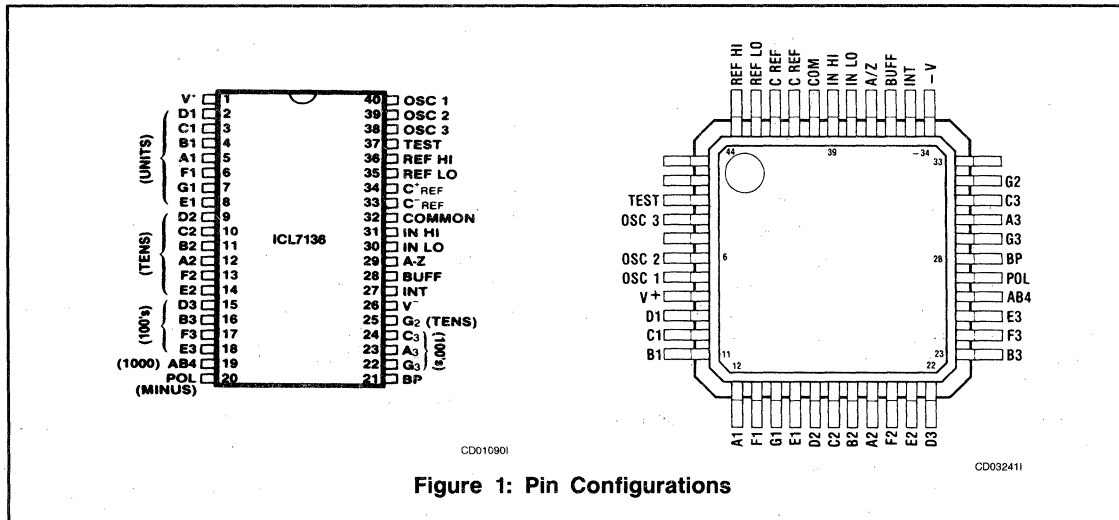 V+ 1 40 OSC 1
D1 2 39 OSC 2
C1 3 38 OSC 3
B1 4 37 TEST
(UNITS) A1 5 36 REF HI
F1 6 35 REF LO
G1 7 34 C+REF
E1 8 33 C-REF
D2 9 32 COMMON
C2 10 ICL7136 31 IN HI
B2 11 30 IN LO
(TENS) A2 12 29 A-Z
F2 13 28 BUFF
E2 14 27 INT
D3 15 26 V-
(100's) B3 16 25 G2 (TENS)
F3 17 24 C3
E3 18 23 A3 (100's)
(1000) AB4 19 22 G3
POL 20 21 BP
(MINUS)
CD01090I
REF HI
REF LO
C REF
C REF
COM
IN HI
IN LO
A/Z
BUFF
INT
-V
44 39 -34 33
TEST
OSC 3
OSC 2
OSC 1
V+
D1
C1
B1
6
11
12
28
23
22
G2
C3
A3
G3
BP
POL
AB4
E3
F3
B3
A1
F1
G1
E1
D2
C2
B2
A2
F2
E2
D3
CD03241I
Figure 1: Pin Configurations